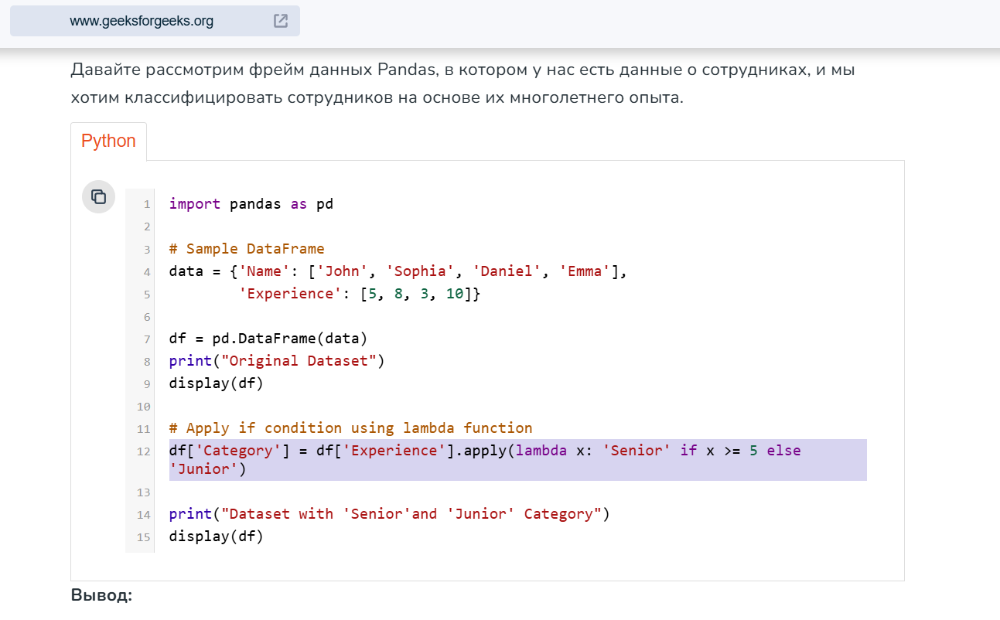 www.geeksforgeeks.org
Давайте рассмотрим фрейм данных Pandas, в котором у нас есть данные о сотрудниках, и мы
хотим классифицировать сотрудников на основе их многолетнего опыта.
Python
1 import pandas as pd
2
3 # Sample DataFrame
4 data = {'Name': ['John', 'Sophia', 'Daniel', 'Emma'],
5         'Experience': [5, 8, 3, 10]}
6
7 df = pd.DataFrame(data)
8 print("Original Dataset")
9 display(df)
10
11 # Apply if condition using lambda function
12 df['Category'] = df['Experience'].apply(lambda x: 'Senior' if x >= 5 else
'Junior')
13
14 print("Dataset with 'Senior'and 'Junior' Category")
15 display(df)
Вывод: